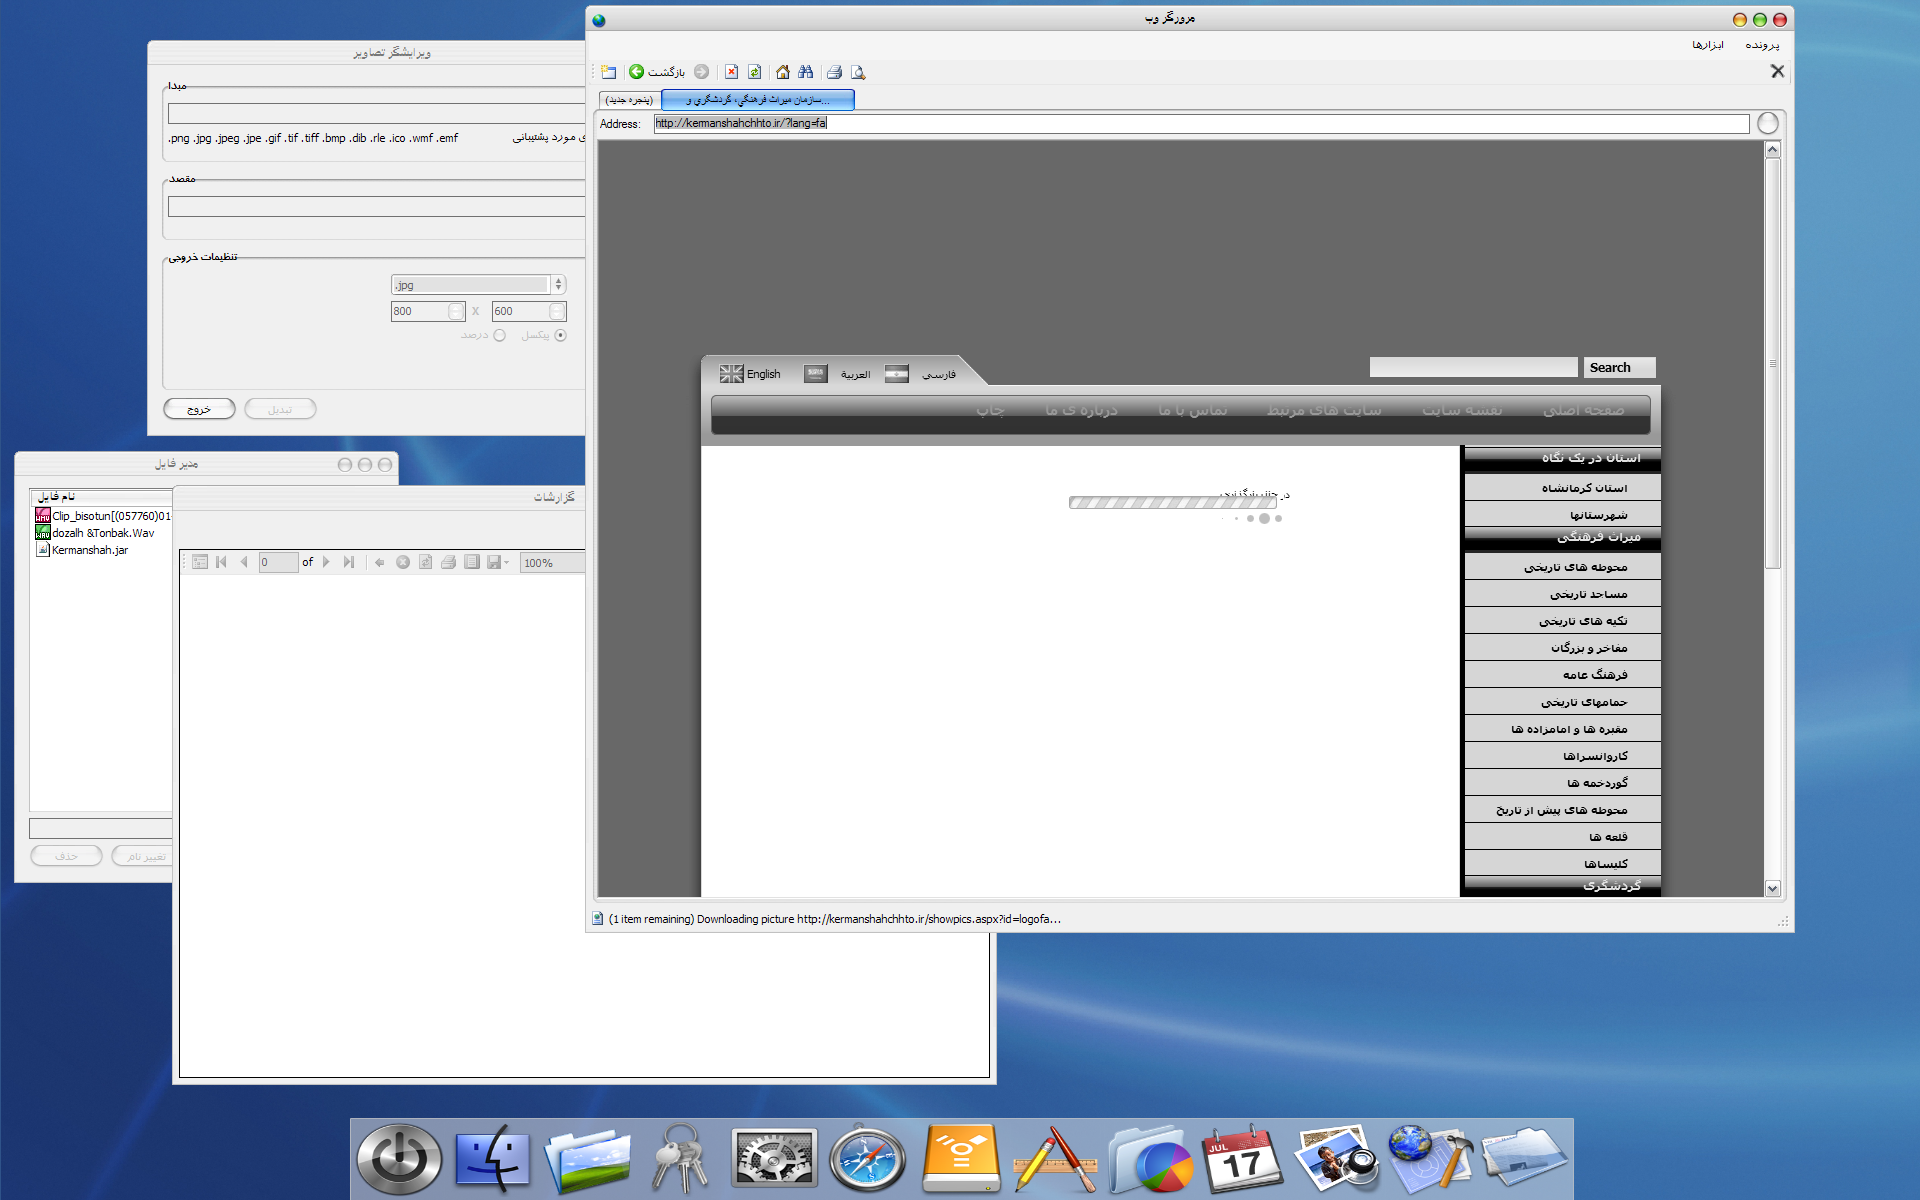 مرورگر وب
پرونده
ابزارها
بازگشت
(پنجره جدید)
سازمان میراث فرهنگي، گردشگري و...
Address:
http://kermanshahchhto.ir/?lang=fa
English
العربية
فارسي
Search
صفحه اصلی
نقشه سایت
سایت های مرتبط
تماس با ما
درباره ی ما
چاپ
استان در یک نگاه
استان کرمانشاه
شهرستانها
میراث فرهنگی
محوطه های تاریخی
مساجد تاریخی
تکیه های تاریخی
مفاخر و بزرگان
فرهنگ عامه
حمامهای تاریخی
مقبره ها و امامزاده ها
کاروانسراها
گوردخمه ها
محوطه های پیش از تاریخ
قلعه ها
کلیساها
گردشگری
(1 item remaining) Downloading picture http://kermanshahchhto.ir/showpics.aspx?id=logofa...
ویرایشگر تصاویر
مبدا
.png .jpg .jpeg .jpe .gif .tif .tiff .bmp .dib .rle .ico .wmf .emf
ی مورد پشتیبانی
مقصد
تنظیمات خروجی
.jpg
800 X 600
پیکسل
درصد
خروج
تبدیل
مدیر فایل
نام فایل
Clip_bisotun[(057760)01
dozalh &Tonbak.Wav
Kermanshah.jar
حذف
تغییر نام
گزارشات
0 of
100%
JUL
17